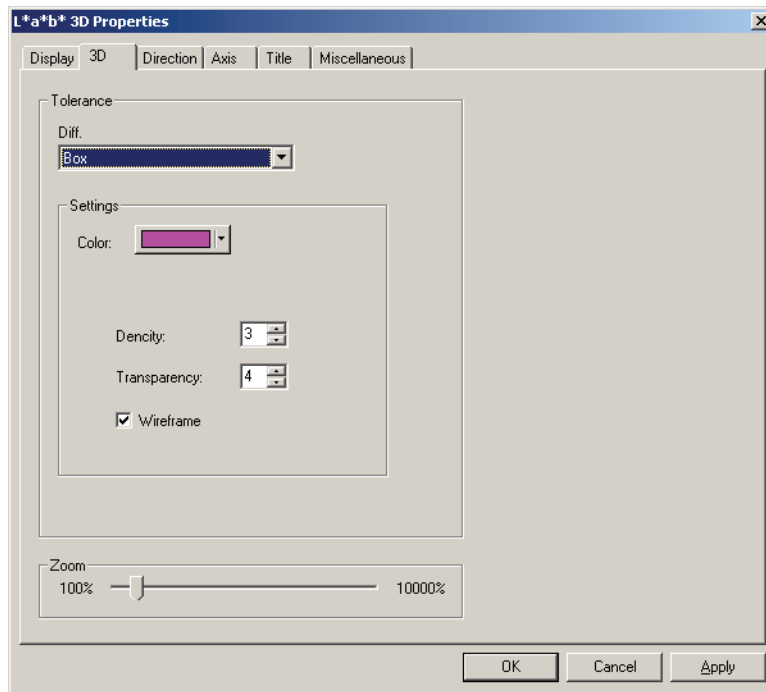 L*a*b* 3D Properties
Display 3D Direction Axis Title Miscellaneous
Tolerance
Diff.
Box
Settings
Color:
Dencity: 3
Transparency: 4
Wireframe
Zoom
100% 10000%
OK Cancel Apply